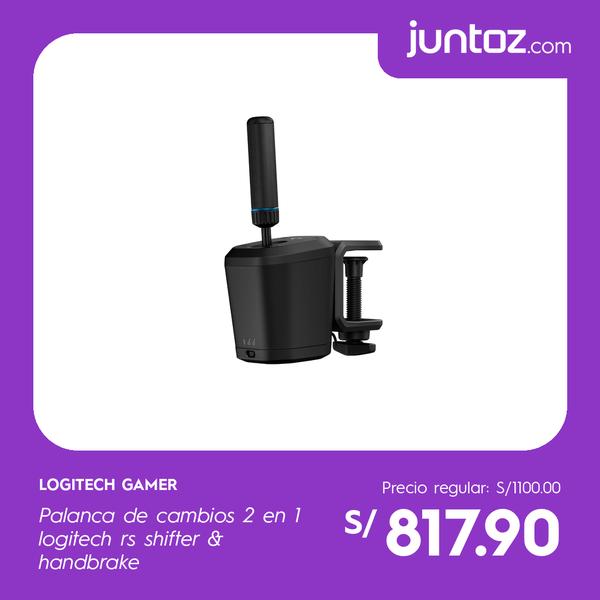 juntoz.com
LOGITECH GAMER
Palanca de cambios 2 en 1
logitech rs shifter &
handbrake
Precio regular: S/1100.00
S/ 817.90